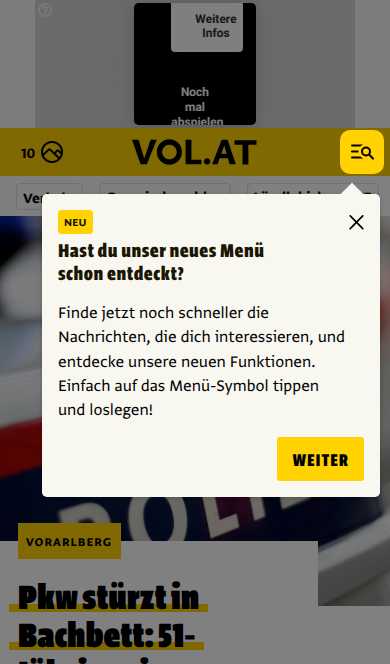 Weitere
Infos
Noch
mal
abspielen
10
VOL.AT
NEU
Hast du unser neues Menü
schon entdeckt?
Finde jetzt noch schneller die
Nachrichten, die dich interessieren, und
entdecke unsere neuen Funktionen.
Einfach auf das Menü-Symbol tippen
und loslegen!
WEITER
POLIZ
VORARLBERG
Pkw stürzt in
Bachbett: 51-